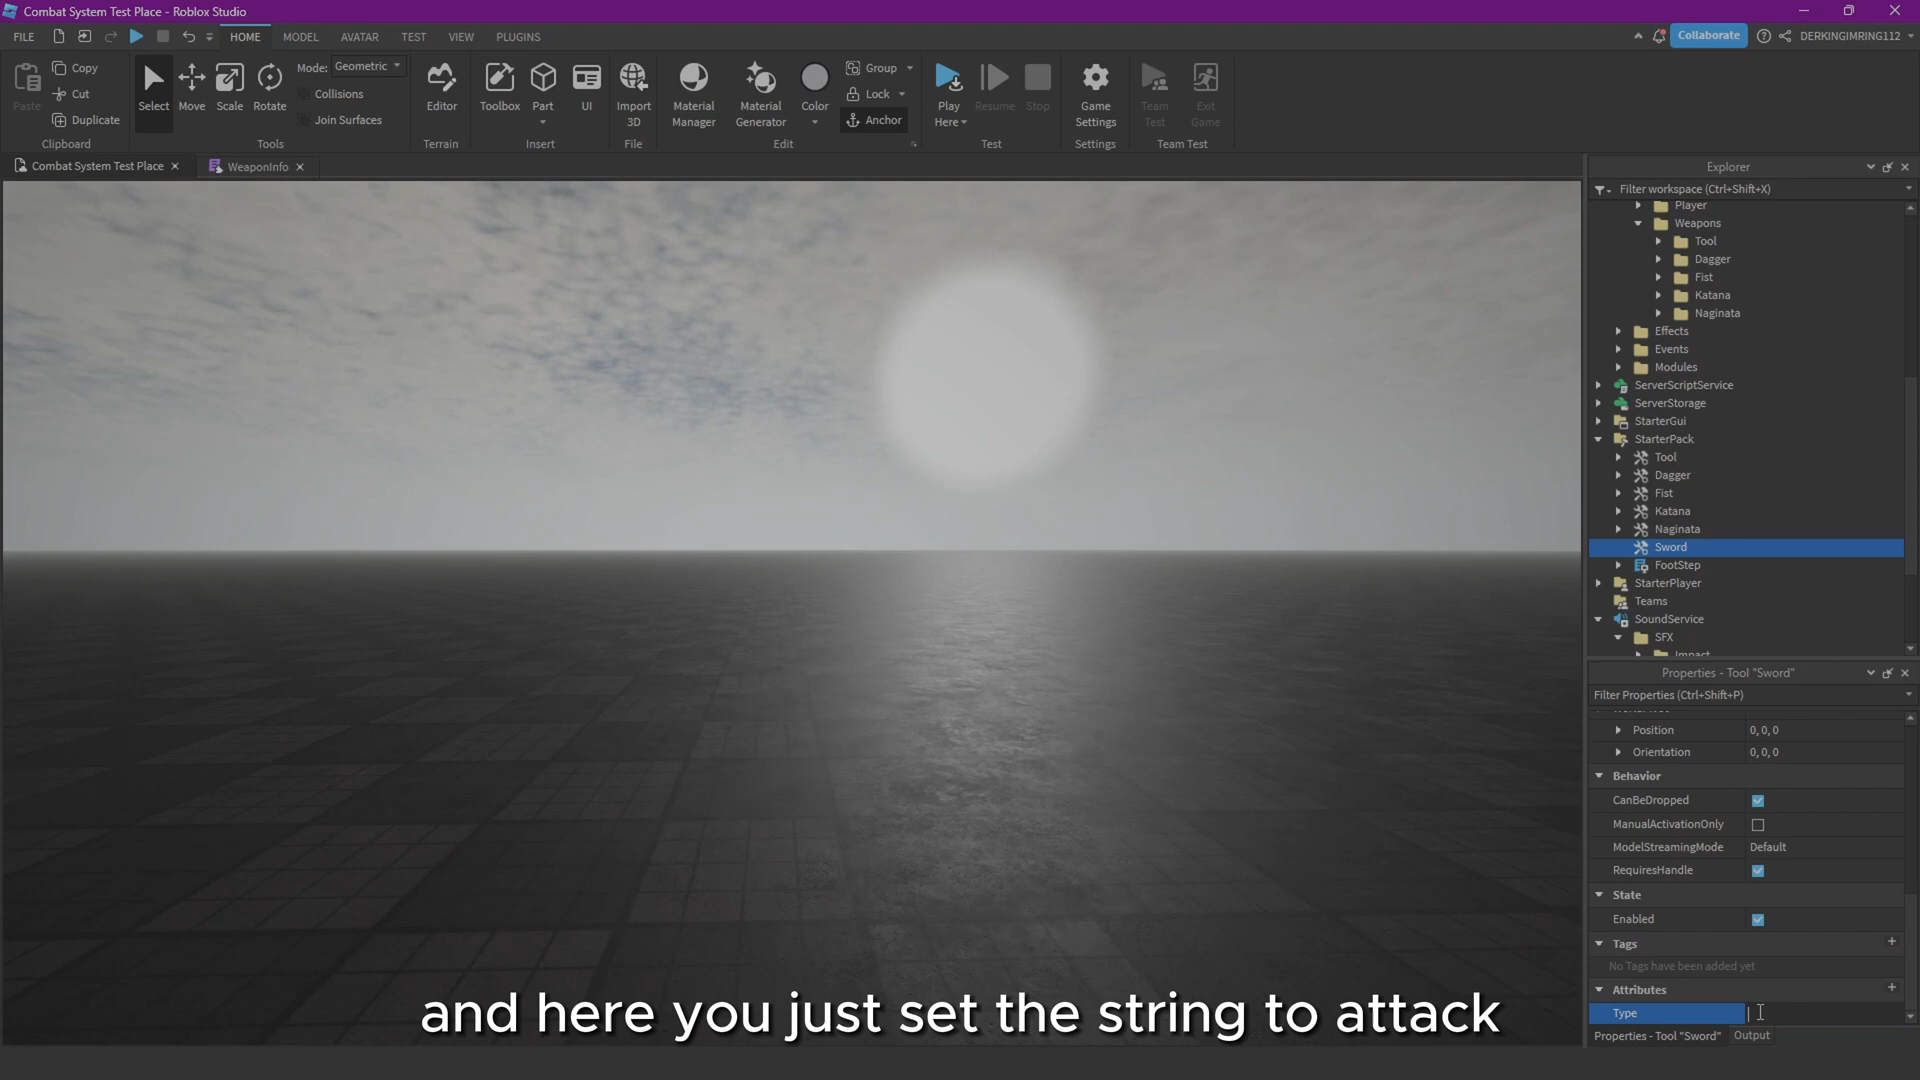 Combat System Test Place - Roblox Studio
FILE HOME MODEL AVATAR TEST VIEW PLUGINS Collaborate DERKINGIMRING112
Paste Copy Cut Duplicate Clipboard
Select Move Scale Rotate Mode: Geometric Collisions Join Surfaces Tools
Editor Terrain
Toolbox Part UI Insert
Import 3D File
Material Manager Material Generator Color Group Lock Anchor Edit
Play Here Resume Stop Test
Game Settings Settings
Team Test Exit Game Team Test
Combat System Test Place WeaponInfo
Explorer
Filter workspace (Ctrl+Shift+X)
Player
Weapons
Tool
Dagger
Fist
Katana
Naginata
Effects
Events
Modules
ServerScriptService
ServerStorage
StarterGui
StarterPack
Tool
Dagger
Fist
Katana
Naginata
Sword
FootStep
StarterPlayer
Teams
SoundService
SFX
Impact
Properties - Tool "Sword"
Filter Properties (Ctrl+Shift+P)
Position 0, 0, 0
Orientation 0, 0, 0
Behavior
CanBeDropped
ManualActivationOnly
ModelStreamingMode Default
RequiresHandle
State
Enabled
Tags
No Tags have been added yet
Attributes
Type
Properties - Tool "Sword" Output
and here you just set the string to attack